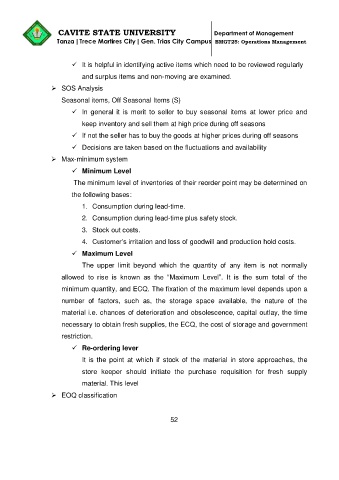 CAVITE STATE UNIVERSITY
Department of Management
Tanza | Trece Martires City | Gen. Trias City Campus
BMGT25: Operations Management
✓ It is helpful in identifying active items which need to be reviewed regularly
and surplus items and non-moving are examined.
➢ SOS Analysis
Seasonal items, Off Seasonal Items (S)
✓ In general it is merit to seller to buy seasonal items at lower price and
keep inventory and sell them at high price during off seasons
✓ If not the seller has to buy the goods at higher prices during off seasons
✓ Decisions are taken based on the fluctuations and availability
➢ Max-minimum system
✓ Minimum Level
The minimum level of inventories of their reorder point may be determined on
the following bases:
1. Consumption during lead-time.
2. Consumption during lead-time plus safety stock.
3. Stock out costs.
4. Customer's irritation and loss of goodwill and production hold costs.
✓ Maximum Level
The upper limit beyond which the quantity of any item is not normally
allowed to rise is known as the "Maximum Level". It is the sum total of the
minimum quantity, and ECQ. The fixation of the maximum level depends upon a
number of factors, such as, the storage space available, the nature of the
material i.e. chances of deterioration and obsolescence, capital outlay, the time
necessary to obtain fresh supplies, the ECQ, the cost of storage and government
restriction.
✓ Re-ordering lever
It is the point at which if stock of the material in store approaches, the
store keeper should initiate the purchase requisition for fresh supply
material. This level
➢ EOQ classification
52